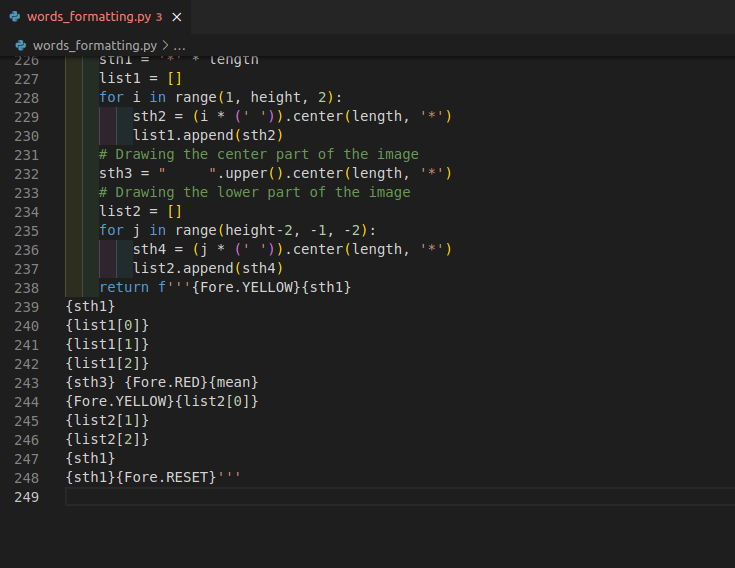 words_formatting.py 3 ×
words_formatting.py > ...
226 sth1 = '*' * length
227 list1 = []
228 for i in range(1, height, 2):
229 sth2 = (i * (' ')).center(length, '*')
230 list1.append(sth2)
231 # Drawing the center part of the image
232 sth3 = "     ".upper().center(length, '*')
233 # Drawing the lower part of the image
234 list2 = []
235 for j in range(height-2, -1, -2):
236 sth4 = (j * (' ')).center(length, '*')
237 list2.append(sth4)
238 return f'''{Fore.YELLOW}{sth1}
239 {sth1}
240 {list1[0]}
241 {list1[1]}
242 {list1[2]}
243 {sth3} {Fore.RED}{mean}
244 {Fore.YELLOW}{list2[0]}
245 {list2[1]}
246 {list2[2]}
247 {sth1}
248 {sth1}{Fore.RESET}'''
249